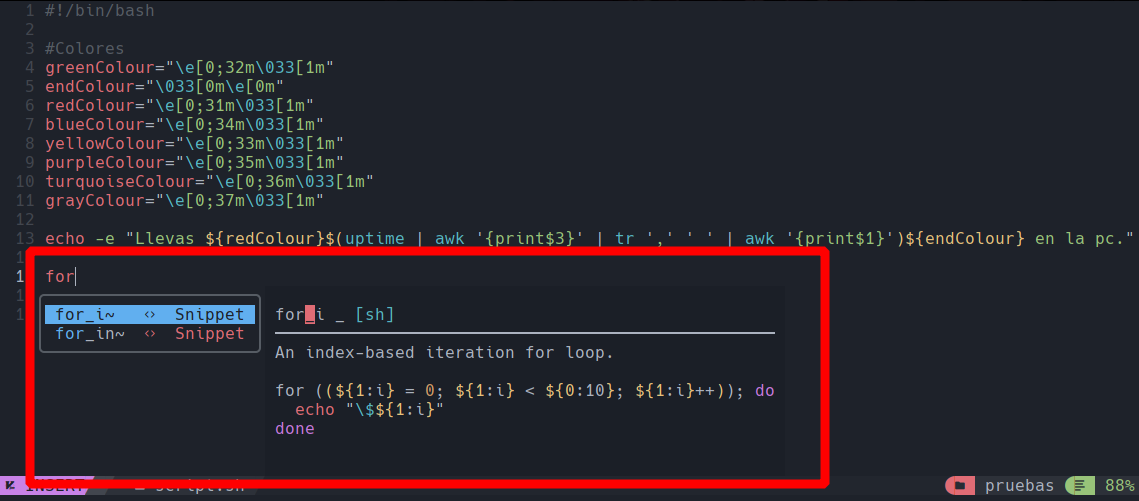 1 #!/bin/bash
2
3 #Colores
4 greenColour="\e[0;32m\033[1m"
5 endColour="\033[0m\e[0m"
6 redColour="\e[0;31m\033[1m"
7 blueColour="\e[0;34m\033[1m"
8 yellowColour="\e[0;33m\033[1m"
9 purpleColour="\e[0;35m\033[1m"
10 turquoiseColour="\e[0;36m\033[1m"
11 grayColour="\e[0;37m\033[1m"
12
13 echo -e "Llevas ${redColour}$(uptime | awk '{print$3}' | tr ',' ' ' | awk '{print$1}')${endColour} en la pc."
1
1 for
1
1
for_i~ <> Snippet
for_in~ <> Snippet
for_i _ [sh]
An index-based iteration for loop.
for ((${1:i} = 0; ${1:i} < ${0:10}; ${1:i}++)); do
echo "\$${1:i}"
done
INSERT script.sh pruebas 88%